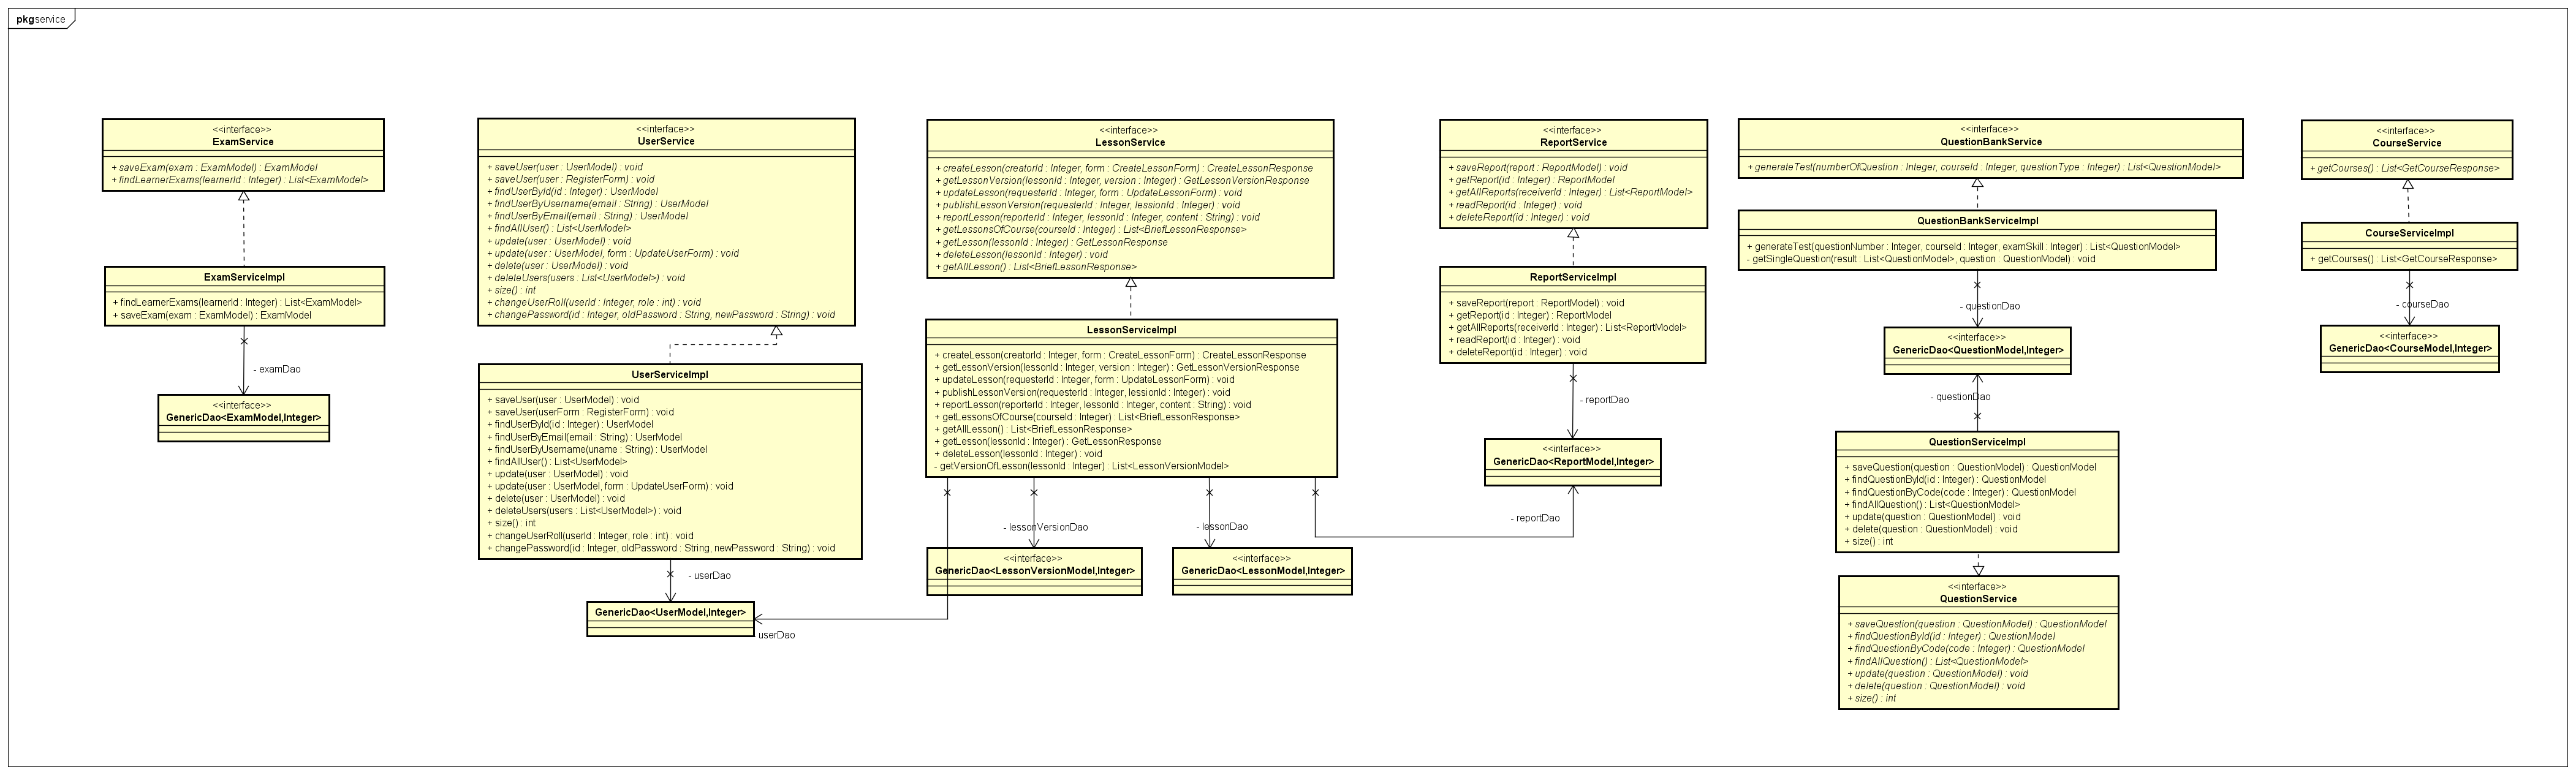 pkg service
<<interface>>
ExamService
+ saveExam(exam : ExamModel) : ExamModel
+ findLearnerExams(learnerId : Integer) : List<ExamModel>
ExamServiceImpl
+ findLearnerExams(learnerId : Integer) : List<ExamModel>
+ saveExam(exam : ExamModel) : ExamModel
- examDao
<<interface>>
GenericDao<ExamModel,Integer>
<<interface>>
UserService
+ saveUser(user : UserModel) : void
+ saveUser(user : RegisterForm) : void
+ findUserById(id : Integer) : UserModel
+ findUserByUsername(email : String) : UserModel
+ findUserByEmail(email : String) : UserModel
+ findAllUser() : List<UserModel>
+ update(user : UserModel) : void
+ update(user : UserModel, form : UpdateUserForm) : void
+ delete(user : UserModel) : void
+ deleteUsers(users : List<UserModel>) : void
+ size() : int
+ changeUserRoll(userId : Integer, role : int) : void
+ changePassword(id : Integer, oldPassword : String, newPassword : String) : void
UserServiceImpl
+ saveUser(user : UserModel) : void
+ saveUser(userForm : RegisterForm) : void
+ findUserById(id : Integer) : UserModel
+ findUserByEmail(email : String) : UserModel
+ findUserByUsername(uname : String) : UserModel
+ findAllUser() : List<UserModel>
+ update(user : UserModel) : void
+ update(user : UserModel, form : UpdateUserForm) : void
+ delete(user : UserModel) : void
+ deleteUsers(users : List<UserModel>) : void
+ size() : int
+ changeUserRoll(userId : Integer, role : int) : void
+ changePassword(id : Integer, oldPassword : String, newPassword : String) : void
- userDao
GenericDao<UserModel,Integer>
userDao
<<interface>>
LessonService
+ createLesson(creatorId : Integer, form : CreateLessonForm) : CreateLessonResponse
+ getLessonVersion(lessonId : Integer, version : Integer) : GetLessonVersionResponse
+ updateLesson(requesterId : Integer, form : UpdateLessonForm) : void
+ publishLessonVersion(requesterId : Integer, lessionId : Integer) : void
+ reportLesson(reporterId : Integer, lessonId : Integer, content : String) : void
+ getLessonsOfCourse(courseId : Integer) : List<BriefLessonResponse>
+ getLesson(lessonId : Integer) : GetLessonResponse
+ deleteLesson(lessonId : Integer) : void
+ getAllLesson() : List<BriefLessonResponse>
LessonServiceImpl
+ createLesson(creatorId : Integer, form : CreateLessonForm) : CreateLessonResponse
+ getLessonVersion(lessonId : Integer, version : Integer) : GetLessonVersionResponse
+ updateLesson(requesterId : Integer, form : UpdateLessonForm) : void
+ publishLessonVersion(requesterId : Integer, lessionId : Integer) : void
+ reportLesson(reporterId : Integer, lessonId : Integer, content : String) : void
+ getLessonsOfCourse(courseId : Integer) : List<BriefLessonResponse>
+ getAllLesson() : List<BriefLessonResponse>
+ getLesson(lessonId : Integer) : GetLessonResponse
+ deleteLesson(lessonId : Integer) : void
- getVersionOfLesson(lessonId : Integer) : List<LessonVersionModel>
- lessonVersionDao
- lessonDao
- reportDao
<<interface>>
GenericDao<LessonVersionModel,Integer>
<<interface>>
GenericDao<LessonModel,Integer>
<<interface>>
ReportService
+ saveReport(report : ReportModel) : void
+ getReport(id : Integer) : ReportModel
+ getAllReports(receiverId : Integer) : List<ReportModel>
+ readReport(id : Integer) : void
+ deleteReport(id : Integer) : void
ReportServiceImpl
+ saveReport(report : ReportModel) : void
+ getReport(id : Integer) : ReportModel
+ getAllReports(receiverId : Integer) : List<ReportModel>
+ readReport(id : Integer) : void
+ deleteReport(id : Integer) : void
- reportDao
<<interface>>
GenericDao<ReportModel,Integer>
<<interface>>
QuestionBankService
+ generateTest(numberOfQuestion : Integer, courseId : Integer, questionType : Integer) : List<QuestionModel>
QuestionBankServiceImpl
+ generateTest(questionNumber : Integer, courseId : Integer, examSkill : Integer) : List<QuestionModel>
- getSingleQuestion(result : List<QuestionModel>, question : QuestionModel) : void
- questionDao
<<interface>>
GenericDao<QuestionModel,Integer>
- questionDao
QuestionServiceImpl
+ saveQuestion(question : QuestionModel) : QuestionModel
+ findQuestionById(id : Integer) : QuestionModel
+ findQuestionByCode(code : Integer) : QuestionModel
+ findAllQuestion() : List<QuestionModel>
+ update(question : QuestionModel) : void
+ delete(question : QuestionModel) : void
+ size() : int
<<interface>>
QuestionService
+ saveQuestion(question : QuestionModel) : QuestionModel
+ findQuestionById(id : Integer) : QuestionModel
+ findQuestionByCode(code : Integer) : QuestionModel
+ findAllQuestion() : List<QuestionModel>
+ update(question : QuestionModel) : void
+ delete(question : QuestionModel) : void
+ size() : int
<<interface>>
CourseService
+ getCourses() : List<GetCourseResponse>
CourseServiceImpl
+ getCourses() : List<GetCourseResponse>
- courseDao
<<interface>>
GenericDao<CourseModel,Integer>